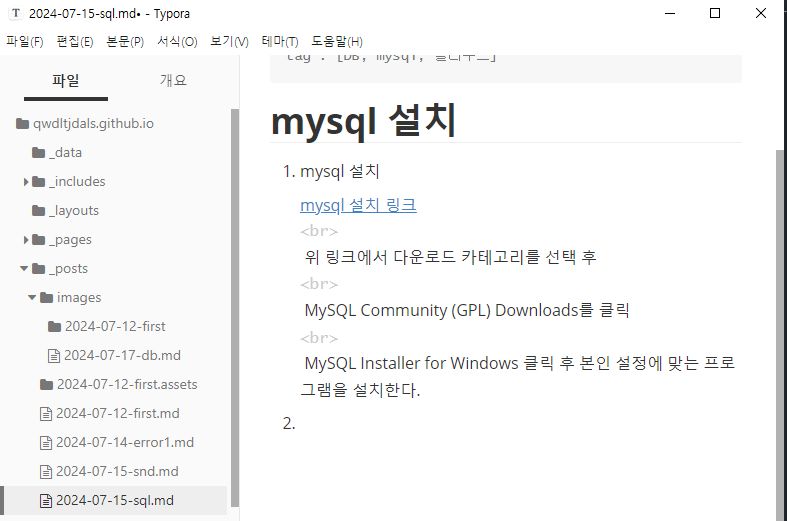 2024-07-15-sql.md• - Typora
파일(F) 편집(E) 본문(P) 서식(O) 보기(V) 테마(T) 도움말(H)
파일 개요
qwdltjdals.github.io
_data
_includes
_layouts
_pages
_posts
images
2024-07-12-first
2024-07-17-db.md
2024-07-12-first.assets
2024-07-12-first.md
2024-07-14-error1.md
2024-07-15-snd.md
2024-07-15-sql.md
tag : [DB, mysql,
mysql 설치
1. mysql 설치
mysql 설치 링크
<br>
위 링크에서 다운로드 카테고리를 선택 후
<br>
MySQL Community (GPL) Downloads를 클릭
<br>
MySQL Installer for Windows 클릭 후 본인 설정에 맞는 프로
그램을 설치한다.
2.